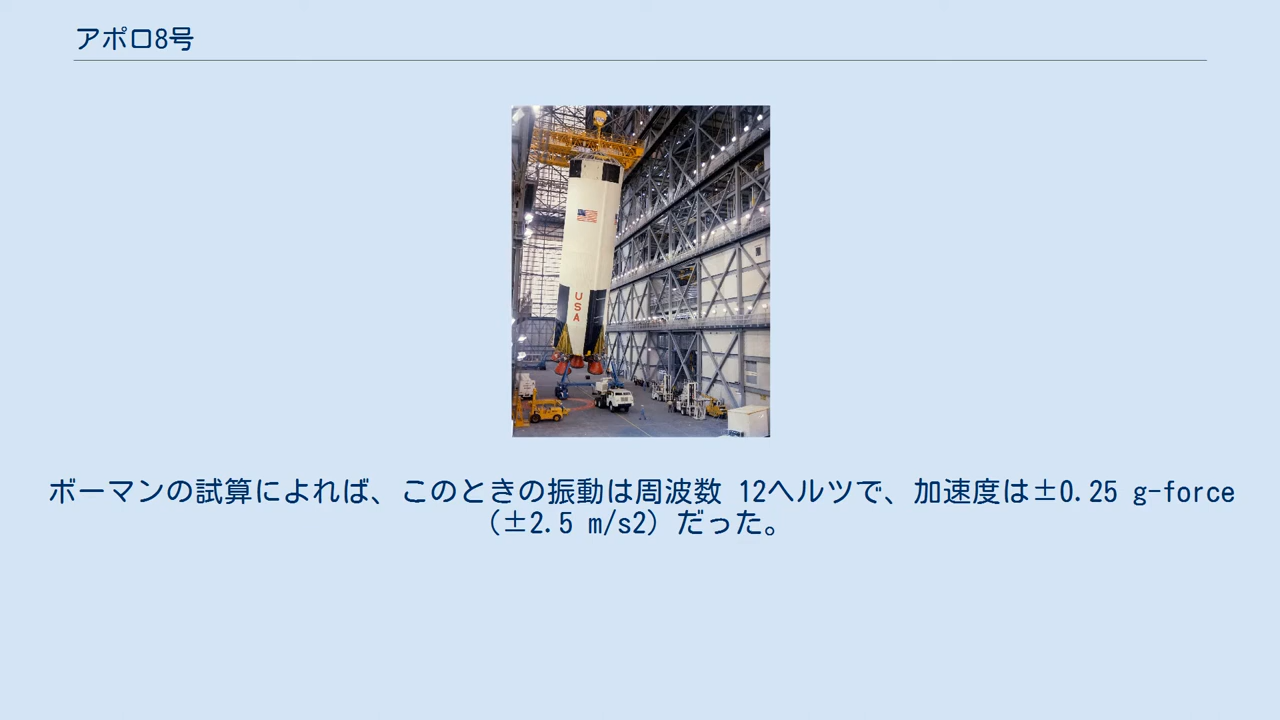 アポロ8号
USA
ボーマンの試算によれば、このときの振動は周波数 12ヘルツで、加速度は±0.25 g-force
（±2.5 m/s2）だった。